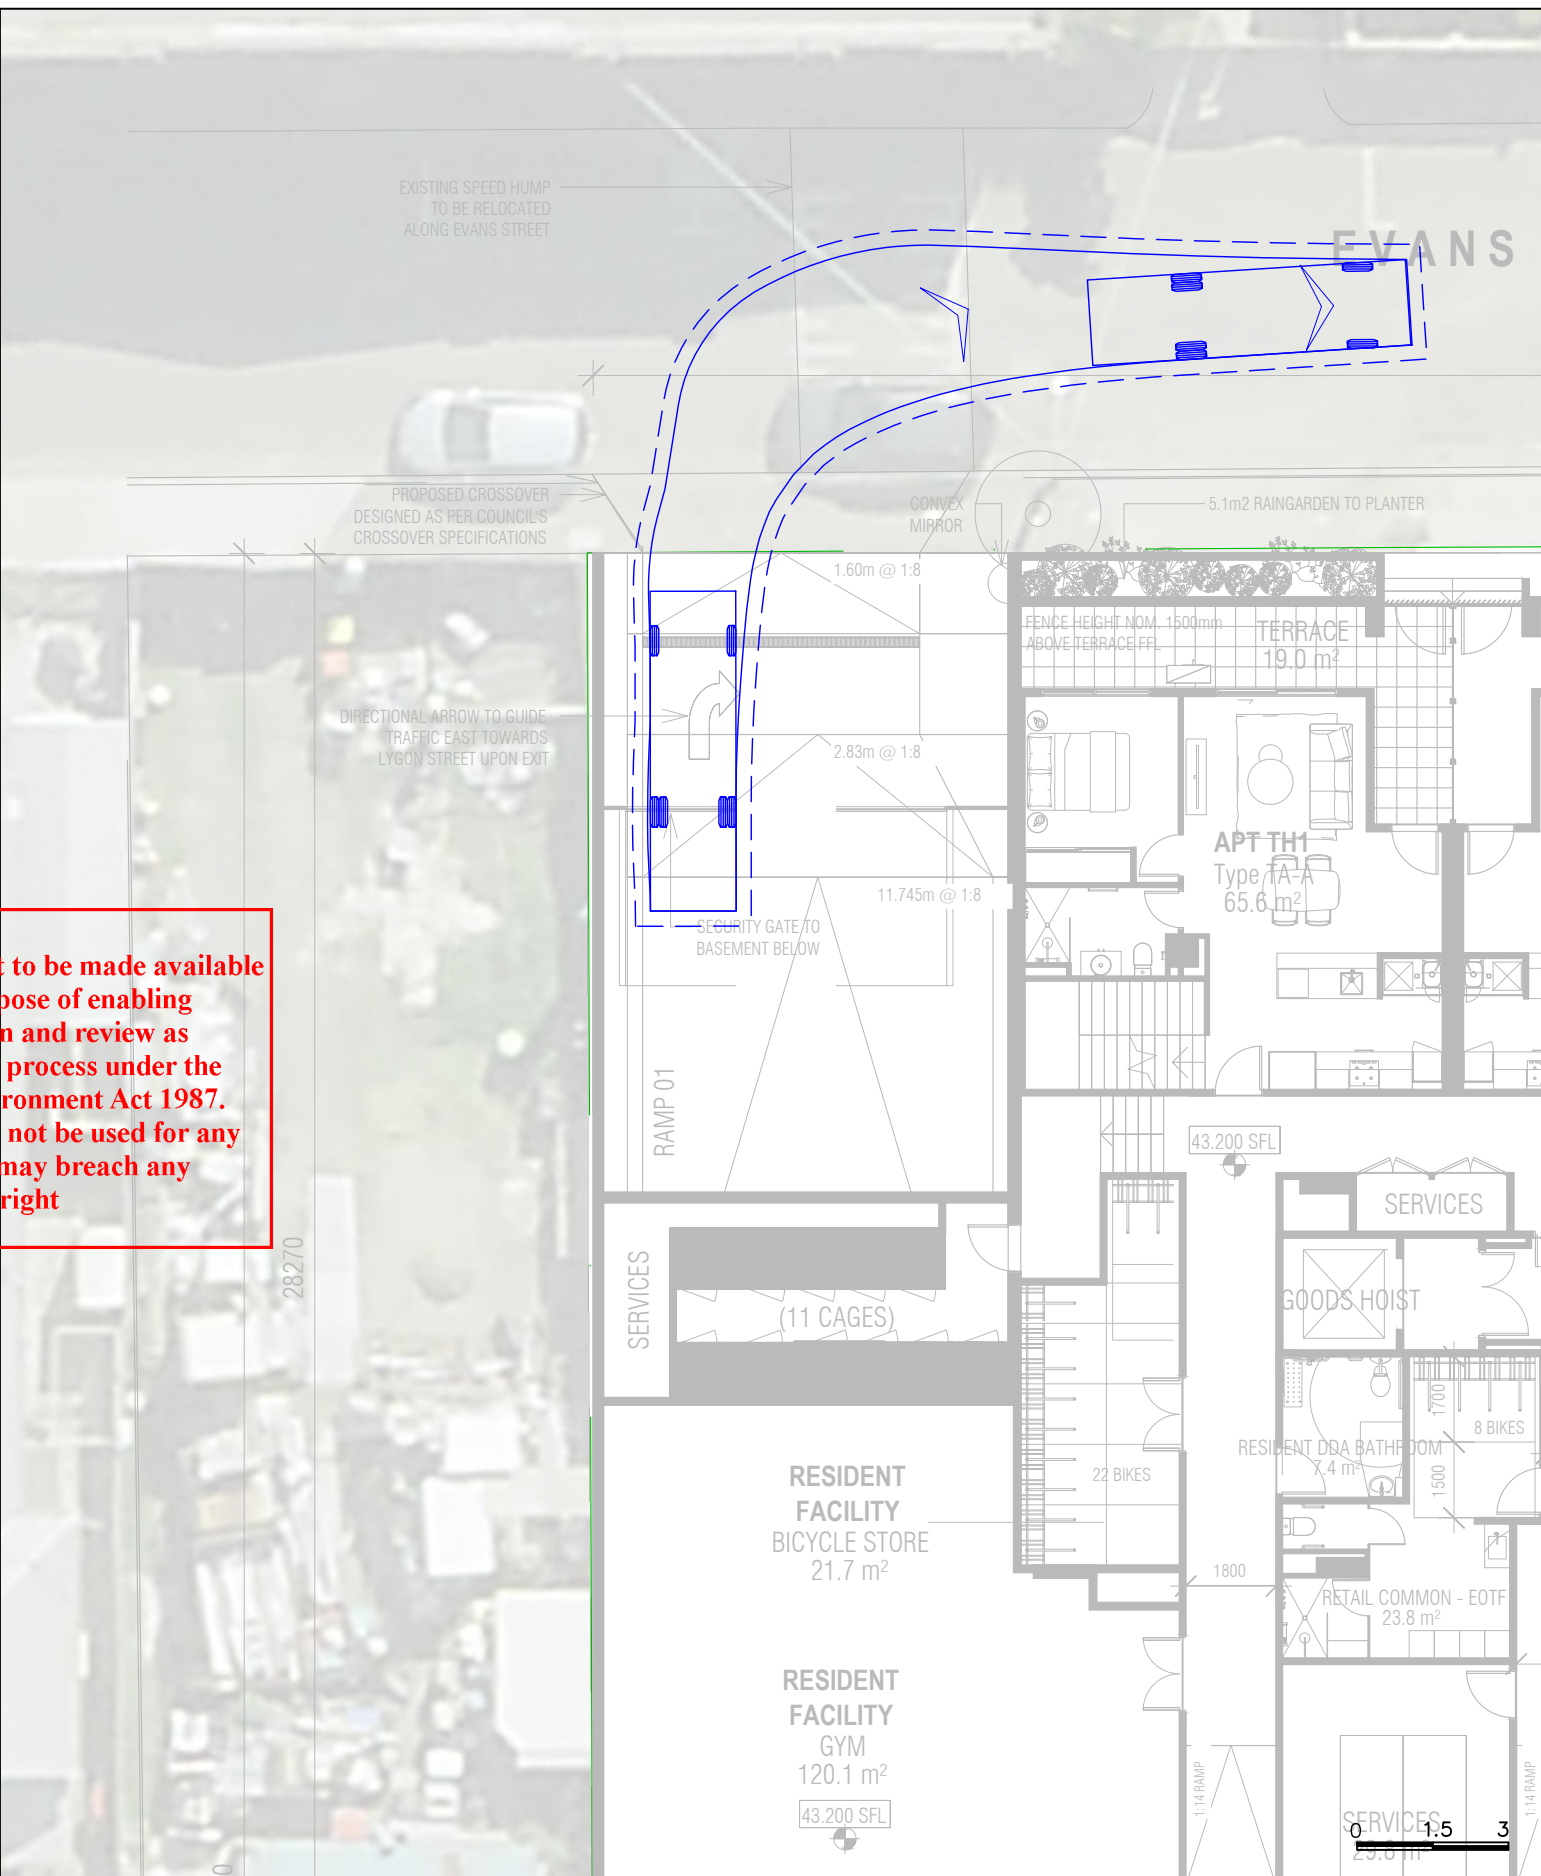 EXISTING SPEED HUMP
TO BE RELOCATED
ALONG EVANS STREET
EVANS
PROPOSED CROSSOVER
DESIGNED AS PER COUNCIL'S
CROSSOVER SPECIFICATIONS
CONVEX
MIRROR
5.1m2 RAINGARDEN TO PLANTER
1.60m @ 1:8
FENCE HEIGHT NOM. 1500mm
ABOVE TERRACE FFL
TERRACE
19.0 m²
DIRECTIONAL ARROW TO GUIDE
TRAFFIC EAST TOWARDS
LYGON STREET UPON EXIT
2.83m @ 1:8
APT TH1
Type TA-A
65.6 m²
11.745m @ 1:8
SECURITY GATE TO
BASEMENT BELOW
t to be made available
pose of enabling
n and review as
process under the
ronment Act 1987.
not be used for any
may breach any
right
RAMP 01
43.200 SFL
SERVICES
28270
SERVICES
(11 CAGES)
GOODS HOIST
1700
8 BIKES
RESIDENT DDA BATHROOM
7.4 m²
1500
22 BIKES
RESIDENT
FACILITY
BICYCLE STORE
21.7 m²
1800
RETAIL COMMON - EOTF
23.8 m²
RESIDENT
FACILITY
GYM
120.1 m²
43.200 SFL
1:14 RAMP
1:14 RAMP
SERVICES
29.8 m²
0 1.5 3
0